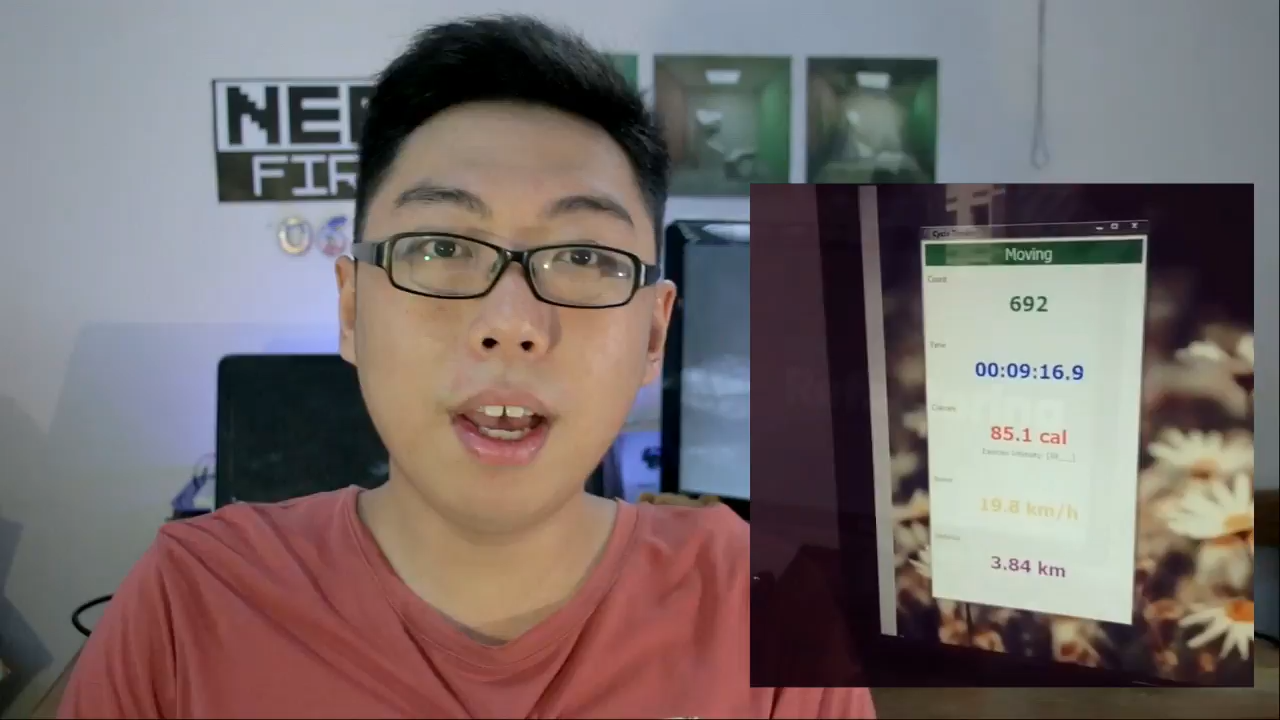 NE
FIR
Moving
Count
692
Time
00:09:16.9
Calories
85.1 cal
19.8 km/h
3.84 km